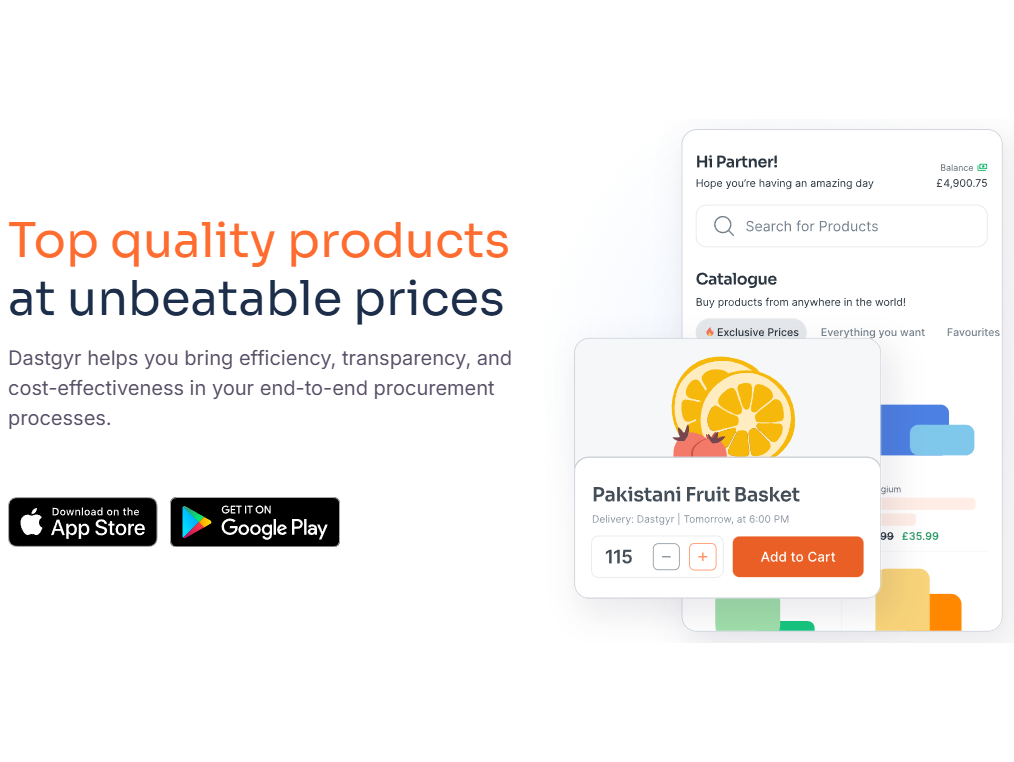 Top quality products
at unbeatable prices
Dastgyr helps you bring efficiency, transparency, and
cost-effectiveness in your end-to-end procurement
processes.
Download on the
App Store
GET IT ON
Google Play
Hi Partner!
Balance
Hope you're having an amazing day
£4,900.75
Search for Products
Catalogue
Buy products from anywhere in the world!
Exclusive Prices
Everything you want
Favourites
Pakistani Fruit Basket
Delivery: Dastgyr | Tomorrow, at 6:00 PM
115
Add to Cart
£35.99